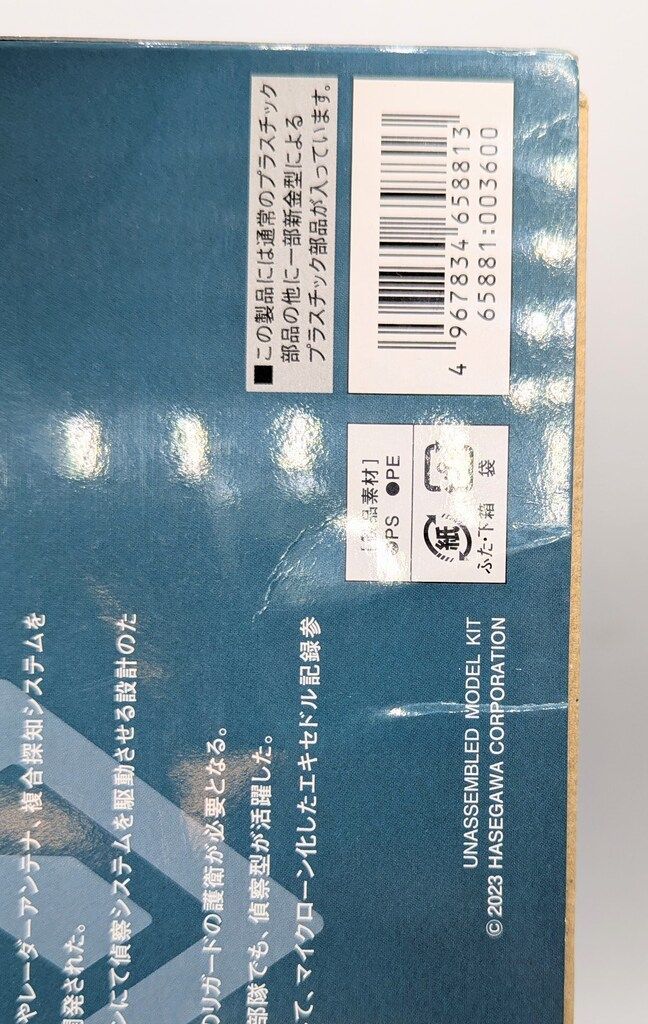 ■この製品には通常のプラスチック
部品の他に一部新金型による
プラスチック部品が入っています。
4 967834 658813
65881:003600
品素材]
PS ●PE
紙
ふた・下箱 袋
やレーダーアンテナ、複合探知システムを
開発された。
にて偵察システムを駆動させる設計のた
リガードの護衛が必要となる。
部隊でも、偵察型が活躍した。
て、マイクローン化したエキセドル記録参
UNASSEMBLED MODEL KIT
© 2023 HASEGAWA CORPORATION